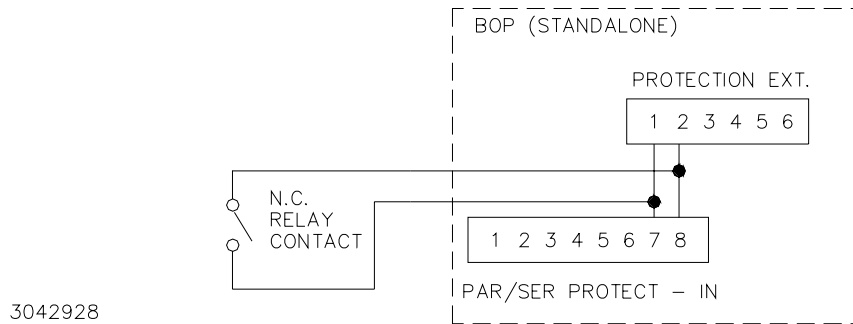 BOP (STANDALONE)
PROTECTION EXT.
1 2 3 4 5 6
N.C.
RELAY
CONTACT
1 2 3 4 5 6 7 8
PAR/SER PROTECT - IN
3042928